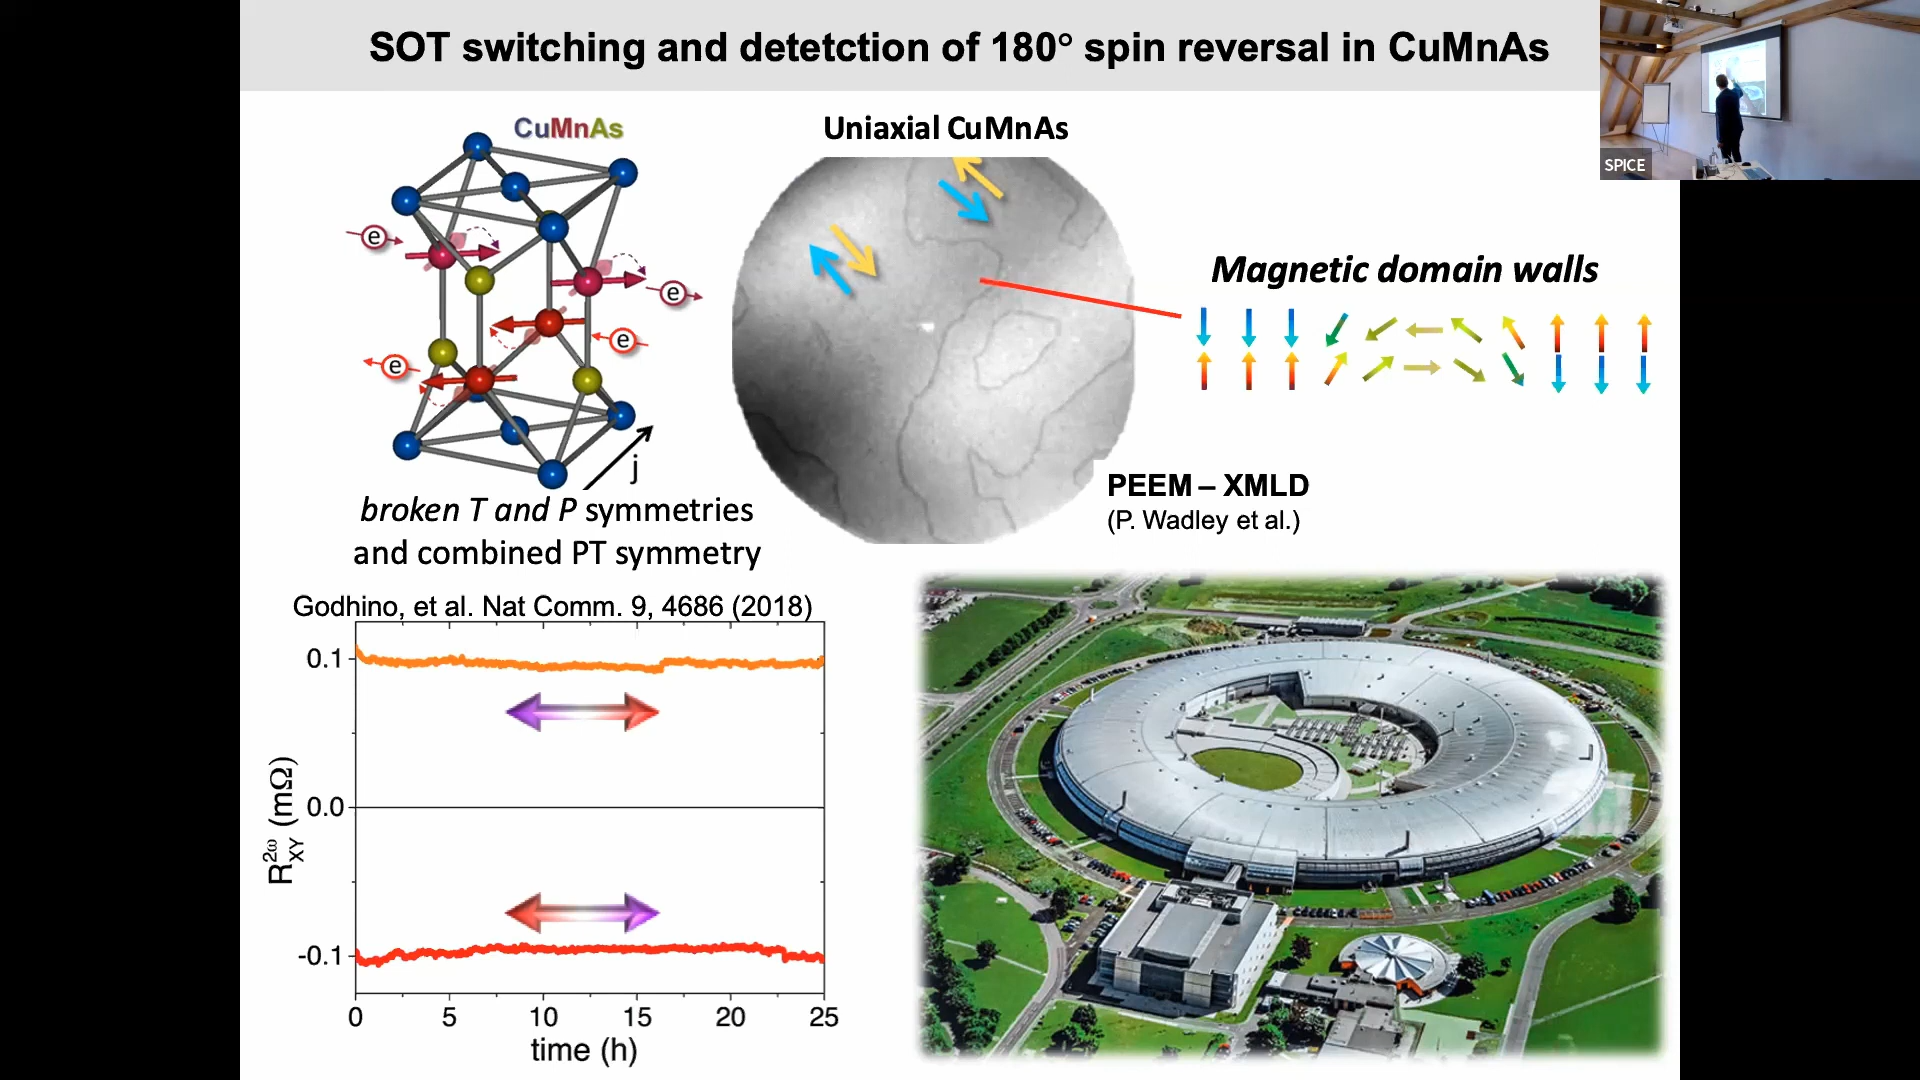 SOT switching and detetction of 180° spin reversal in CuMnAs
SPICE
CuMnAs
e
e
e
e
j
broken T and P symmetries
and combined PT symmetry
Uniaxial CuMnAs
Magnetic domain walls
PEEM – XMLD
(P. Wadley et al.)
Godhino, et al. Nat Comm. 9, 4686 (2018)
R_XY^2ω (mΩ)
0.1
0.0
-0.1
0 5 10 15 20 25
time (h)